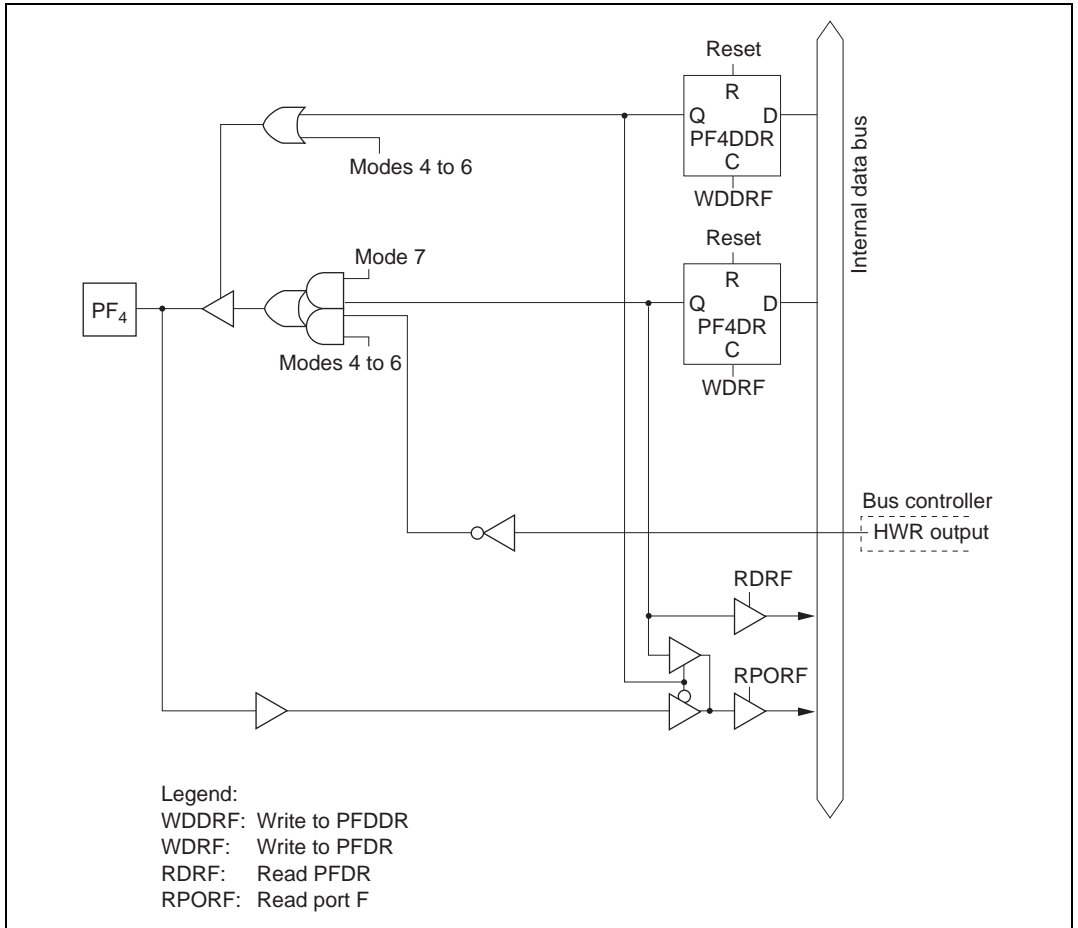 Reset
R
Q D
PF4DDR
C
WDDRF
Modes 4 to 6
Internal data bus
Reset
R
Q D
PF4DR
C
WDRF
Mode 7
PF4
Modes 4 to 6
Bus controller
HWR output
RDRF
RPORF
Legend:
WDDRF: Write to PFDDR
WDRF: Write to PFDR
RDRF: Read PFDR
RPORF: Read port F